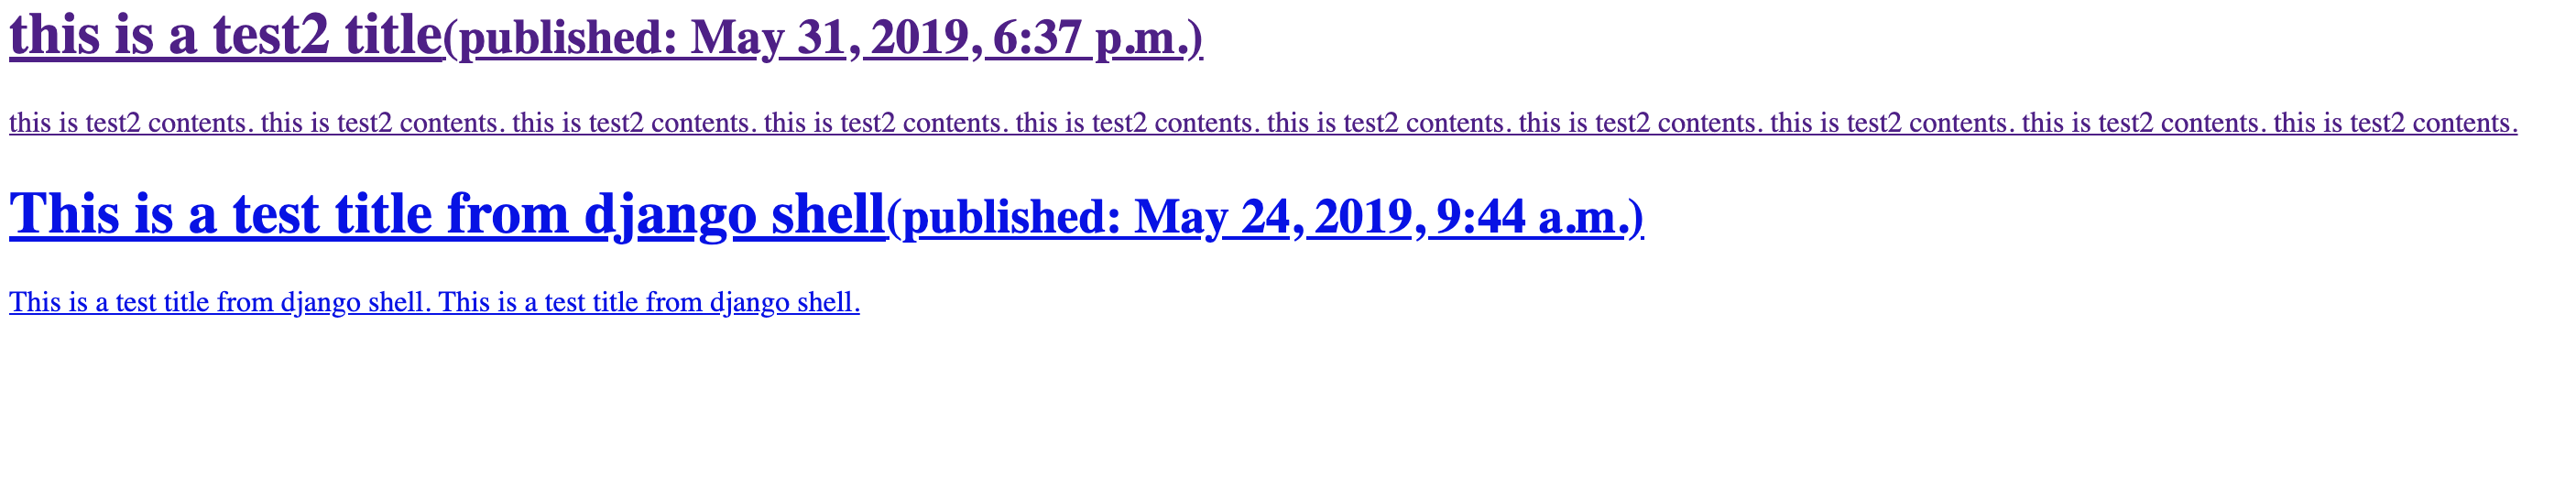 this is a test2 title(published: May 31, 2019, 6:37 p.m.)
this is test2 contents. this is test2 contents. this is test2 contents. this is test2 contents. this is test2 contents. this is test2 contents. this is test2 contents. this is test2 contents. this is test2 contents. this is test2 contents.
This is a test title from django shell(published: May 24, 2019, 9:44 a.m.)
This is a test title from django shell. This is a test title from django shell.